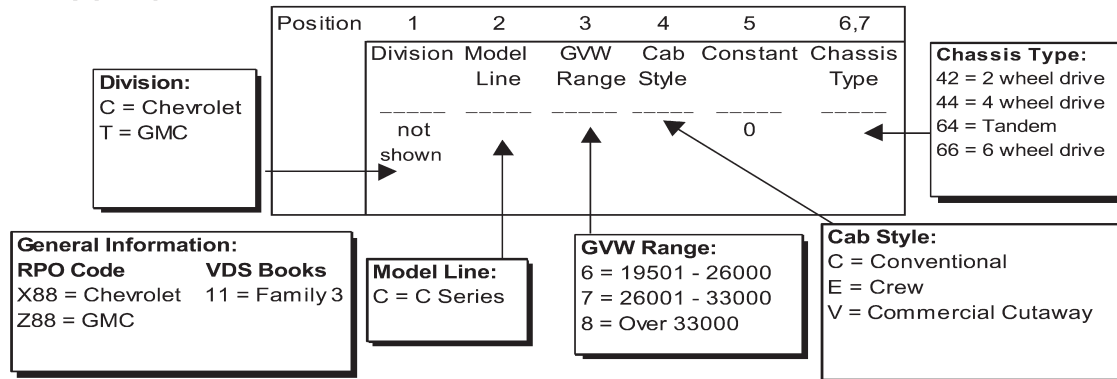 Position 1 2 3 4 5 6,7
Division Model GVW Cab Constant Chassis
Line Range Style Type
not 0
shown
Division:
C = Chevrolet
T = GMC
Chassis Type:
42 = 2 wheel drive
44 = 4 wheel drive
64 = Tandem
66 = 6 wheel drive
General Information:
RPO Code VDS Books
X88 = Chevrolet 11 = Family 3
Z88 = GMC
Model Line:
C = C Series
GVW Range:
6 = 19501 - 26000
7 = 26001 - 33000
8 = Over 33000
Cab Style:
C = Conventional
E = Crew
V = Commercial Cutaway